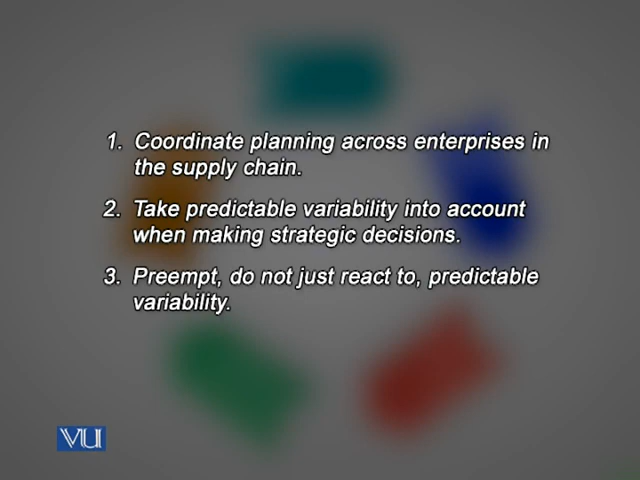 1. Coordinate planning across enterprises in
the supply chain.
2. Take predictable variability into account
when making strategic decisions.
3. Preempt, do not just react to, predictable
variability.
VU